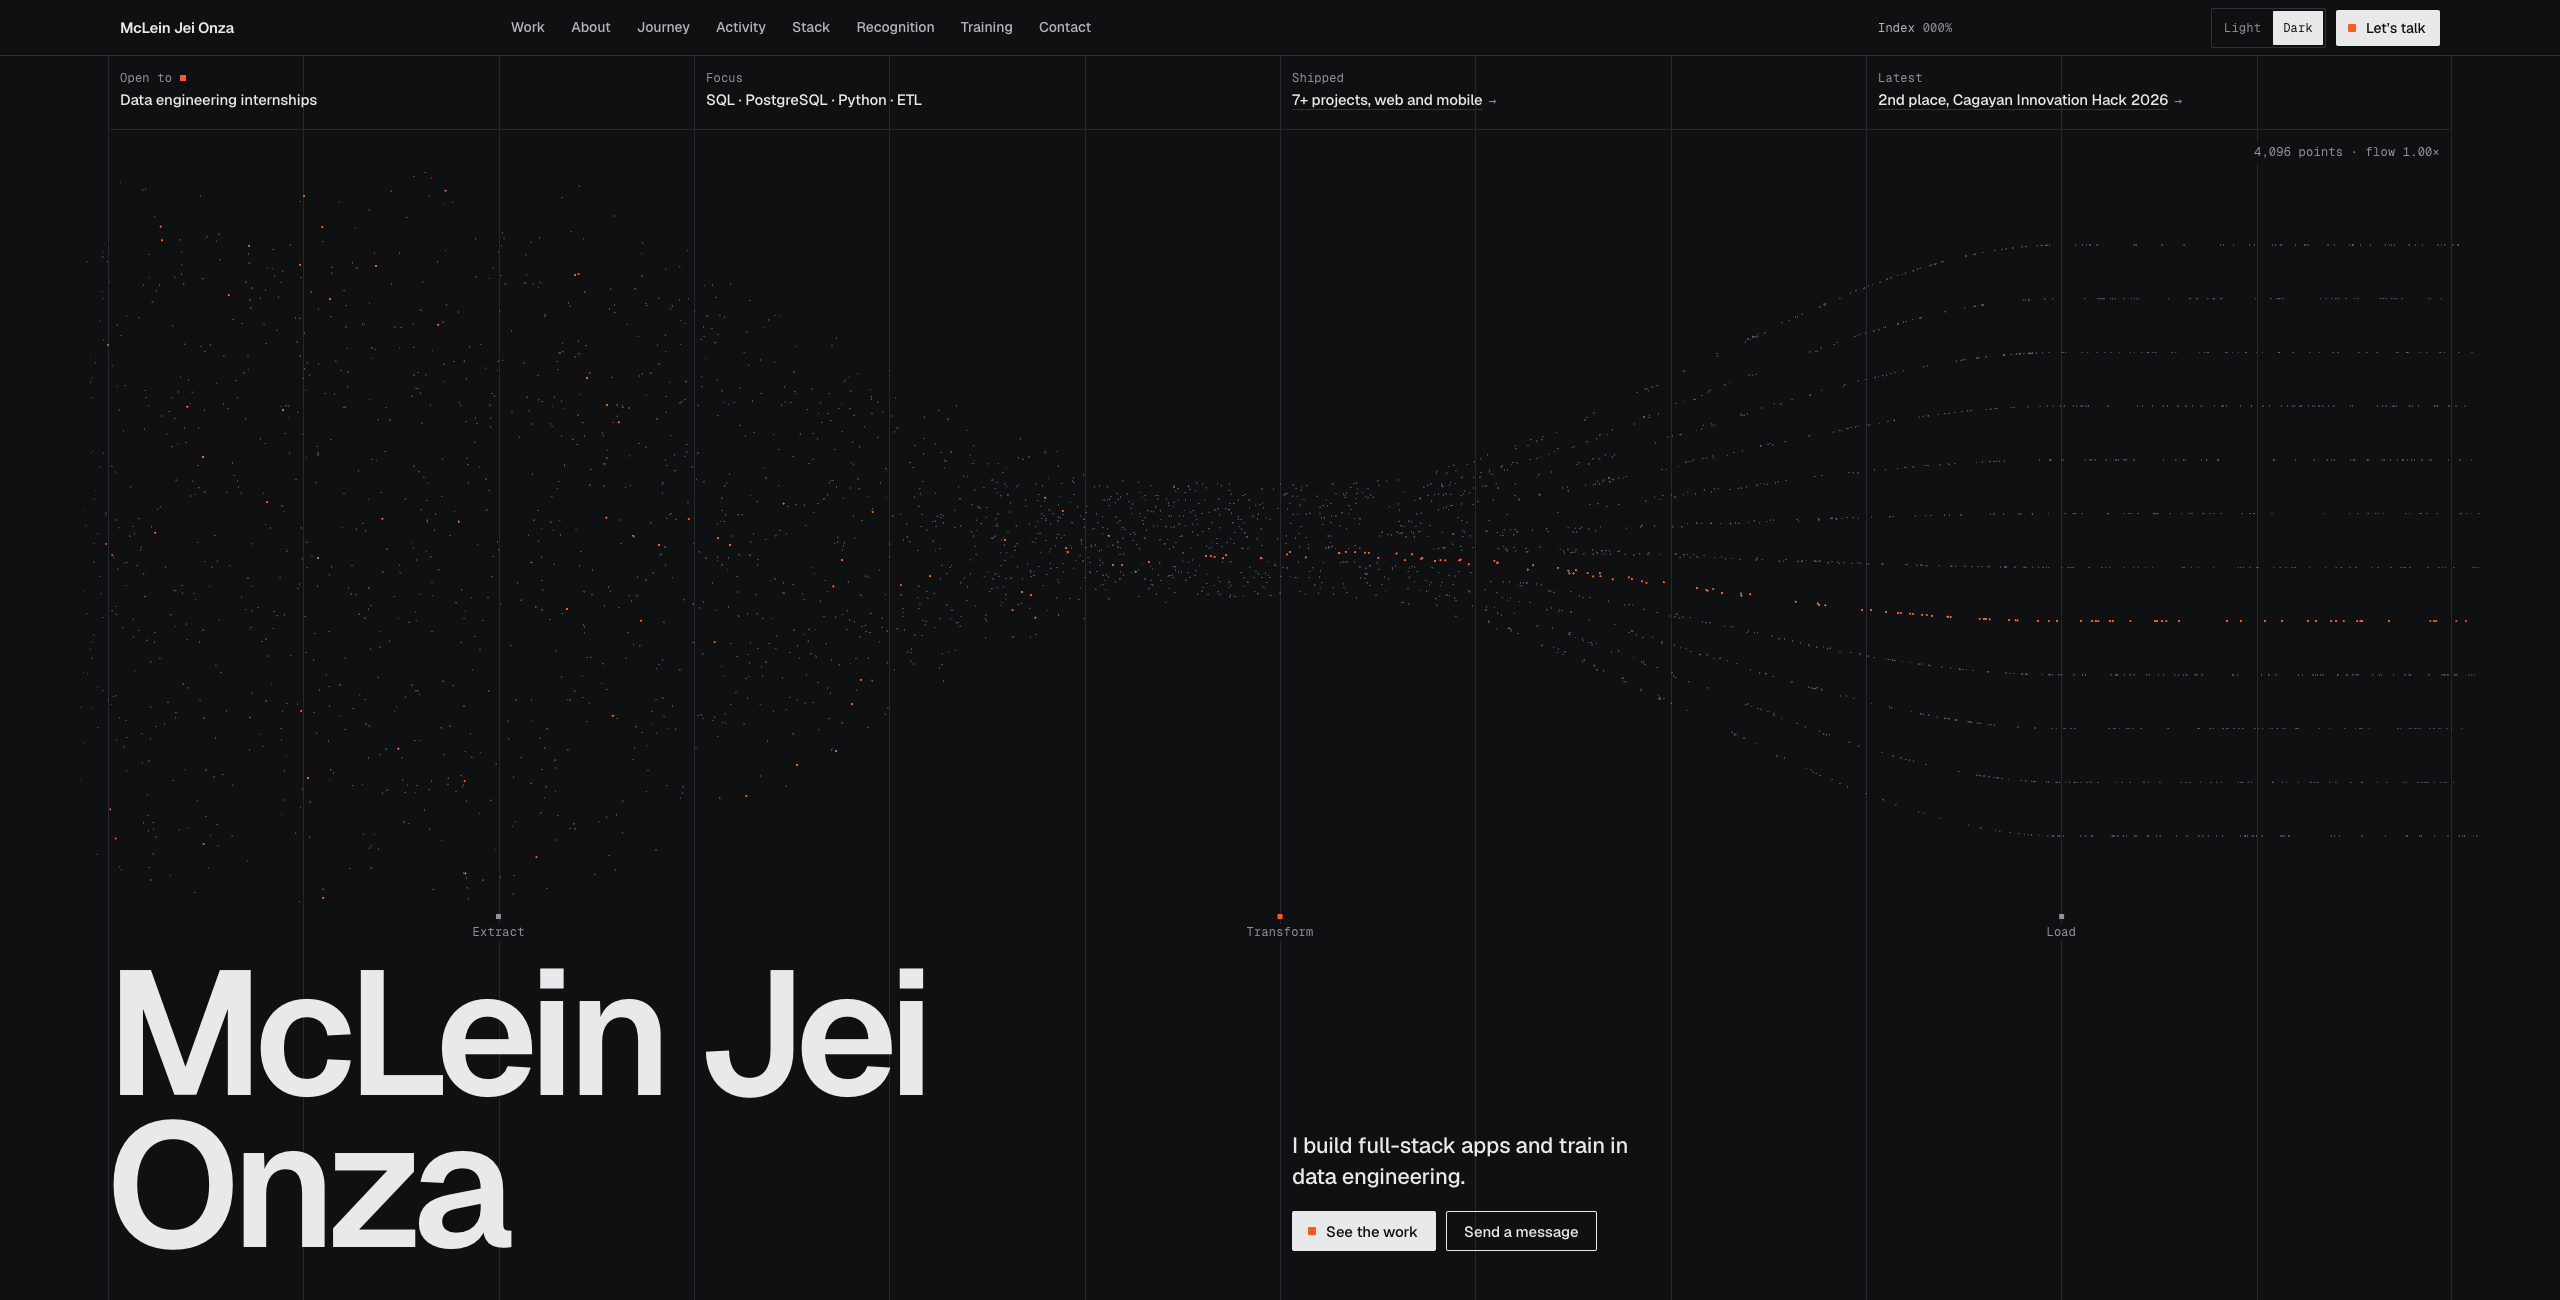 McLein Jei Onza
Work About Journey Activity Stack Recognition Training Contact
Index 000%
Light Dark
Let's talk
Open to
Data engineering internships
Focus
SQL · PostgreSQL · Python · ETL
Shipped
7+ projects, web and mobile →
Latest
2nd place, Cagayan Innovation Hack 2026 →
4,096 points · flow 1.00×
Extract
Transform
Load
McLein Jei
Onza
I build full-stack apps and train in
data engineering.
See the work
Send a message